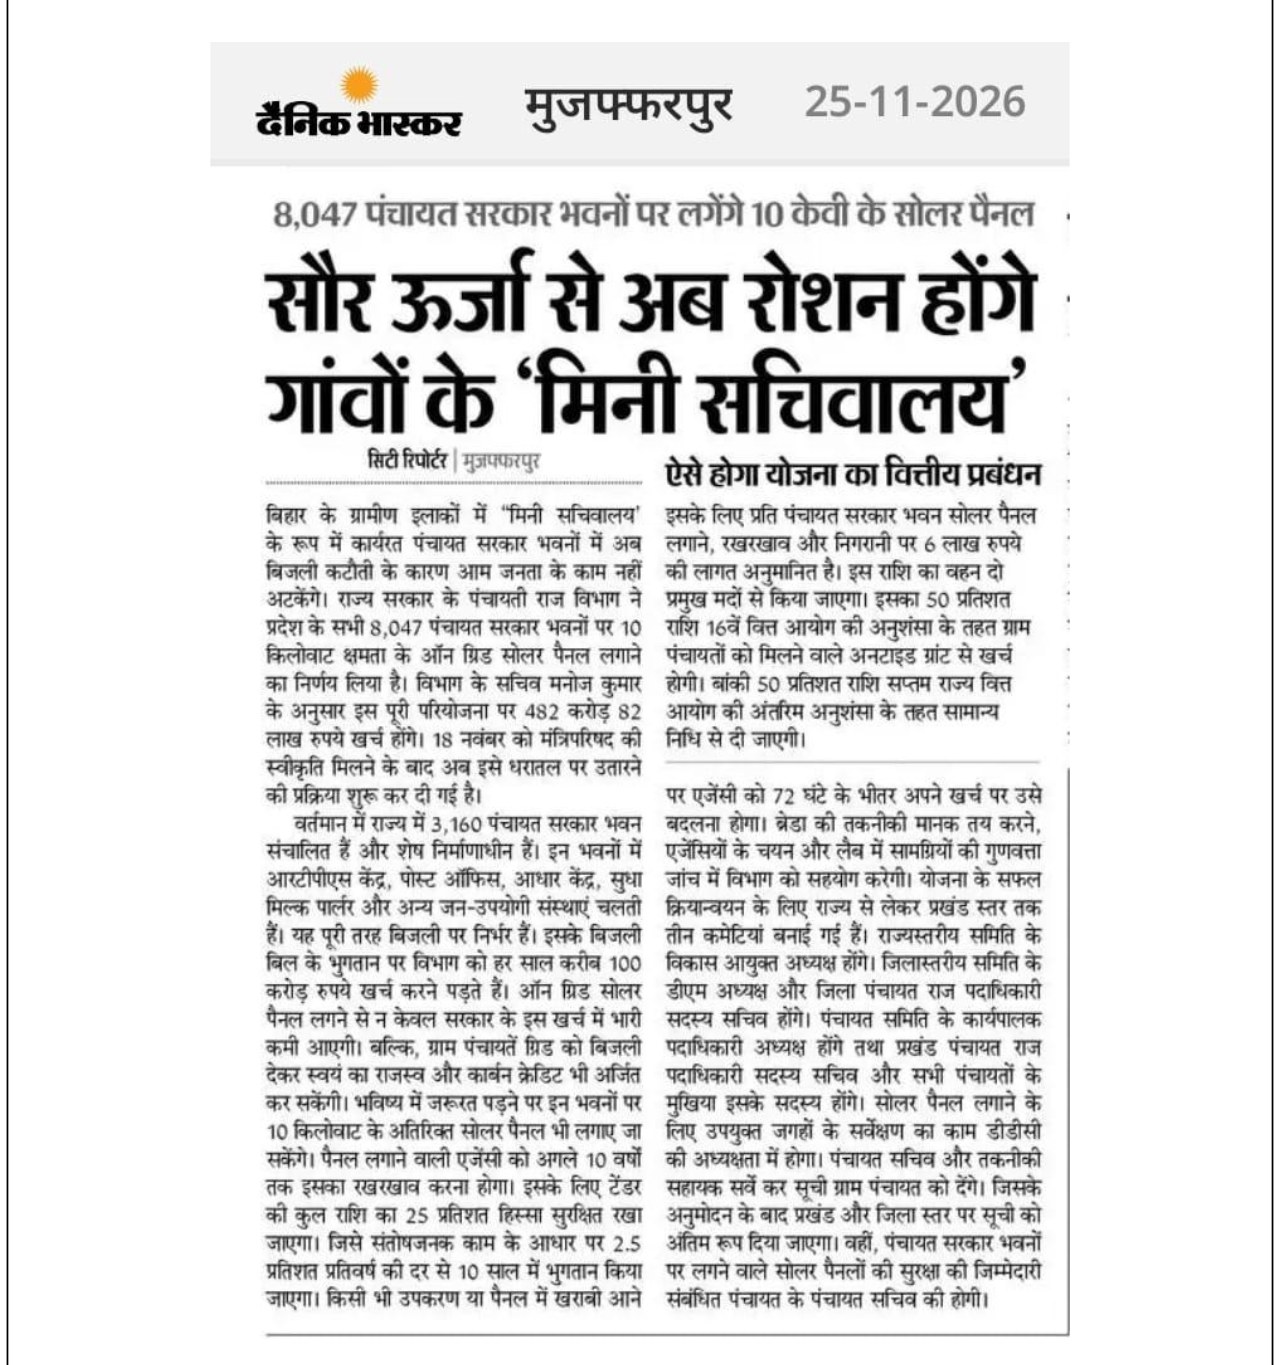 दैनिक भास्कर
मुजफ्फरपुर
25-11-2026
8,047 पंचायत सरकार भवनों पर लगेंगे 10 केवी के सोलर पैनल
सौर ऊर्जा से अब रोशन होंगे
गांवों के ‘मिनी सचिवालय’
सिटी रिपोर्टर | मुजफ्फरपुर
बिहार के ग्रामीण इलाकों में "मिनी सचिवालय'
के रूप में कार्यरत पंचायत सरकार भवनों में अब
बिजली कटौती के कारण आम जनता के काम नहीं
अटकेंगे। राज्य सरकार के पंचायती राज विभाग ने
प्रदेश के सभी 8,047 पंचायत सरकार भवनों पर 10
किलोवाट क्षमता के ऑन ग्रिड सोलर पैनल लगाने
का निर्णय लिया है। विभाग के सचिव मनोज कुमार
के अनुसार इस पूरी परियोजना पर 482 करोड़ 82
लाख रुपये खर्च होंगे। 18 नवंबर को मंत्रिपरिषद की
स्वीकृति मिलने के बाद अब इसे धरातल पर उतारने
की प्रक्रिया शुरू कर दी गई है।
वर्तमान में राज्य में 3,160 पंचायत सरकार भवन
संचालित हैं और शेष निर्माणाधीन हैं। इन भवनों में
आरटीपीएस केंद्र, पोस्ट ऑफिस, आधार केंद्र, सुधा
मिल्क पार्लर और अन्य जन-उपयोगी संस्थाएं चलती
हैं। यह पूरी तरह बिजली पर निर्भर हैं। इसके बिजली
बिल के भुगतान पर विभाग को हर साल करीब 100
करोड़ रुपये खर्च करने पड़ते हैं। ऑन ग्रिड सोलर
पैनल लगने से न केवल सरकार के इस खर्च में भारी
कमी आएगी। बल्कि, ग्राम पंचायतें ग्रिड को बिजली
देकर स्वयं का राजस्व और कार्बन क्रेडिट भी अर्जित
कर सकेंगी। भविष्य में जरूरत पड़ने पर इन भवनों पर
10 किलोवाट के अतिरिक्त सोलर पैनल भी लगाए जा
सकेंगे। पैनल लगाने वाली एजेंसी को अगले 10 वर्षों
तक इसका रखरखाव करना होगा। इसके लिए टेंडर
की कुल राशि का 25 प्रतिशत हिस्सा सुरक्षित रखा
जाएगा। जिसे संतोषजनक काम के आधार पर 2.5
प्रतिशत प्रतिवर्ष की दर से 10 साल में भुगतान किया
जाएगा। किसी भी उपकरण या पैनल में खराबी आने
ऐसे होगा योजना का वित्तीय प्रबंधन
इसके लिए प्रति पंचायत सरकार भवन सोलर पैनल
लगाने, रखरखाव और निगरानी पर 6 लाख रुपये
की लागत अनुमानित है। इस राशि का वहन दो
प्रमुख मदों से किया जाएगा। इसका 50 प्रतिशत
राशि 16वें वित्त आयोग की अनुशंसा के तहत ग्राम
पंचायतों को मिलने वाले अनटाइड ग्रांट से खर्च
होगी। बांकी 50 प्रतिशत राशि सप्तम राज्य वित्त
आयोग की अंतरिम अनुशंसा के तहत सामान्य
निधि से दी जाएगी।
पर एजेंसी को 72 घंटे के भीतर अपने खर्च पर उसे
बदलना होगा। ब्रेडा की तकनीकी मानक तय करने,
एजेंसियों के चयन और लैब में सामग्रियों की गुणवत्ता
जांच में विभाग को सहयोग करेगी। योजना के सफल
क्रियान्वयन के लिए राज्य से लेकर प्रखंड स्तर तक
तीन कमेटियां बनाई गई हैं। राज्यस्तरीय समिति के
विकास आयुक्त अध्यक्ष होंगे। जिलास्तरीय समिति के
डीएम अध्यक्ष और जिला पंचायत राज पदाधिकारी
सदस्य सचिव होंगे। पंचायत समिति के कार्यपालक
पदाधिकारी अध्यक्ष होंगे तथा प्रखंड पंचायत राज
पदाधिकारी सदस्य सचिव और सभी पंचायतों के
मुखिया इसके सदस्य होंगे। सोलर पैनल लगाने के
लिए उपयुक्त जगहों के सर्वेक्षण का काम डीडीसी
की अध्यक्षता में होगा। पंचायत सचिव और तकनीकी
सहायक सर्वे कर सूची ग्राम पंचायत को देंगे। जिसके
अनुमोदन के बाद प्रखंड और जिला स्तर पर सूची को
अंतिम रूप दिया जाएगा। वहीं, पंचायत सरकार भवनों
पर लगने वाले सोलर पैनलों की सुरक्षा की जिम्मेदारी
संबंधित पंचायत के पंचायत सचिव की होगी।